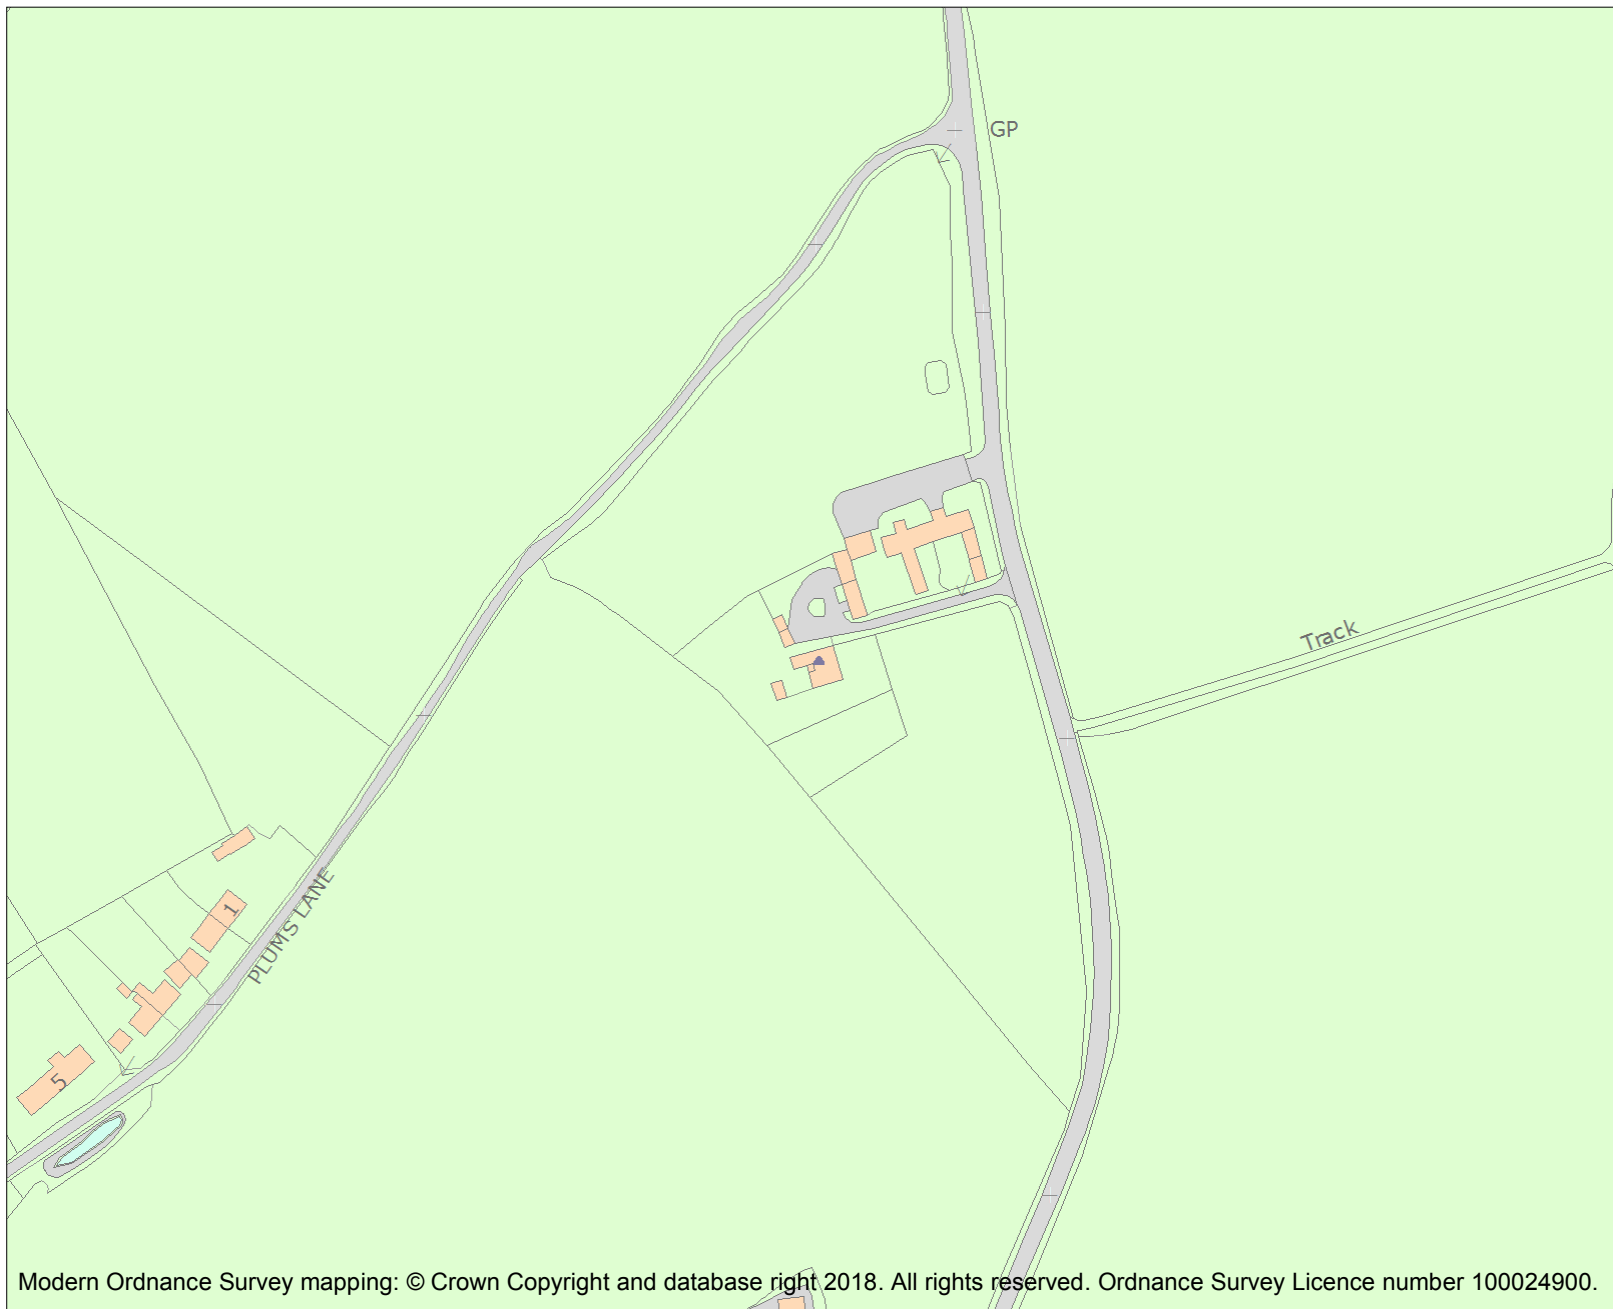 GP
Track
1
PLUMS LANE
5
Modern Ordnance Survey mapping: © Crown Copyright and database right 2018. All rights reserved. Ordnance Survey Licence number 100024900.